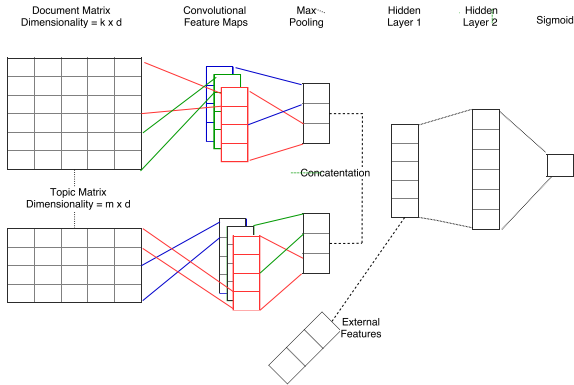 Document Matrix
Dimensionality = k x d
Convolutional
Feature Maps
Max
Pooling
Hidden
Layer 1
Hidden
Layer 2
Sigmoid
Concatentation
Topic Matrix
Dimensionality = m x d
External
Features